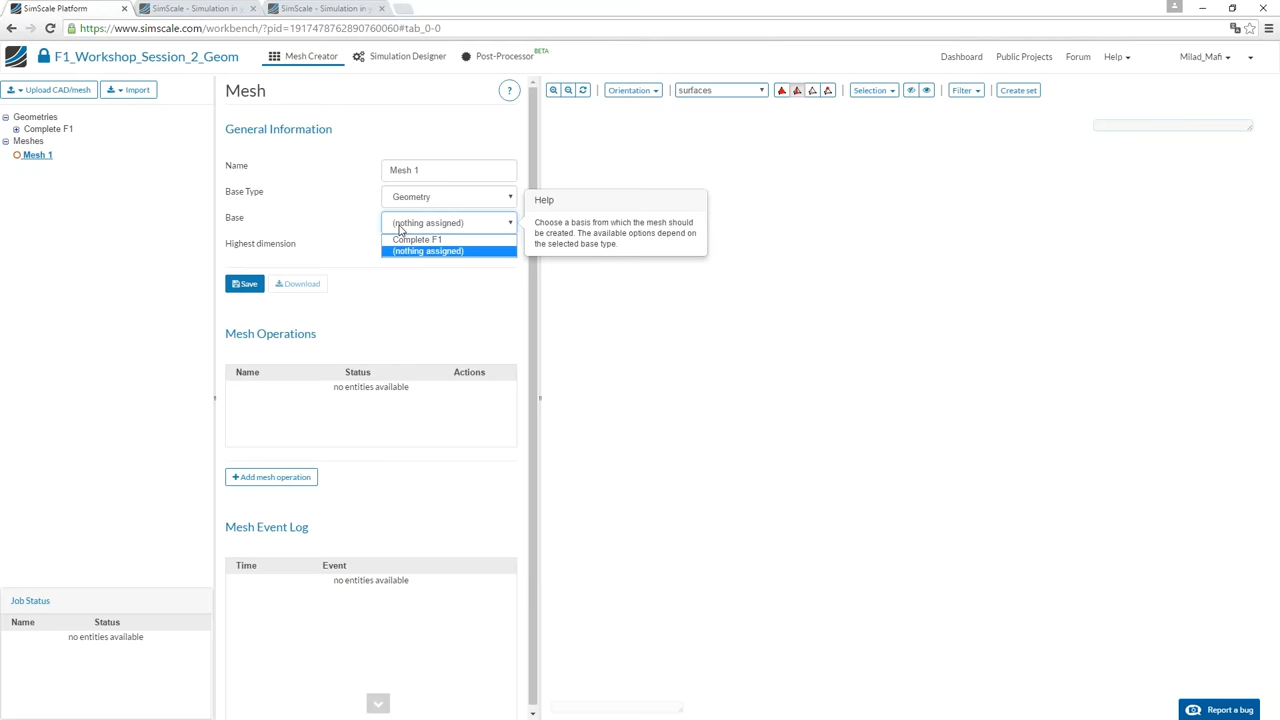 SimScale Platform
SimScale - Simulation in y
SimScale - Simulation in y
https://www.simscale.com/workbench/?pid=1917478762890760060#tab_0-0
F1_Workshop_Session_2_Geom
Mesh Creator
Simulation Designer
Post-Processor BETA
Dashboard
Public Projects
Forum
Help
Milad_Mafi
Upload CAD/mesh
Import
Geometries
Complete F1
Meshes
Mesh 1
Mesh
?
General Information
Name
Mesh 1
Base Type
Geometry
Base
(nothing assigned)
Complete F1
(nothing assigned)
Highest dimension
Save
Download
Help
Choose a basis from which the mesh should
be created. The available options depend on
the selected base type.
Orientation
surfaces
Selection
Filter
Create set
Mesh Operations
Name Status Actions
no entities available
+ Add mesh operation
Mesh Event Log
Time Event
no entities available
Job Status
Name Status
no entities available
Report a bug